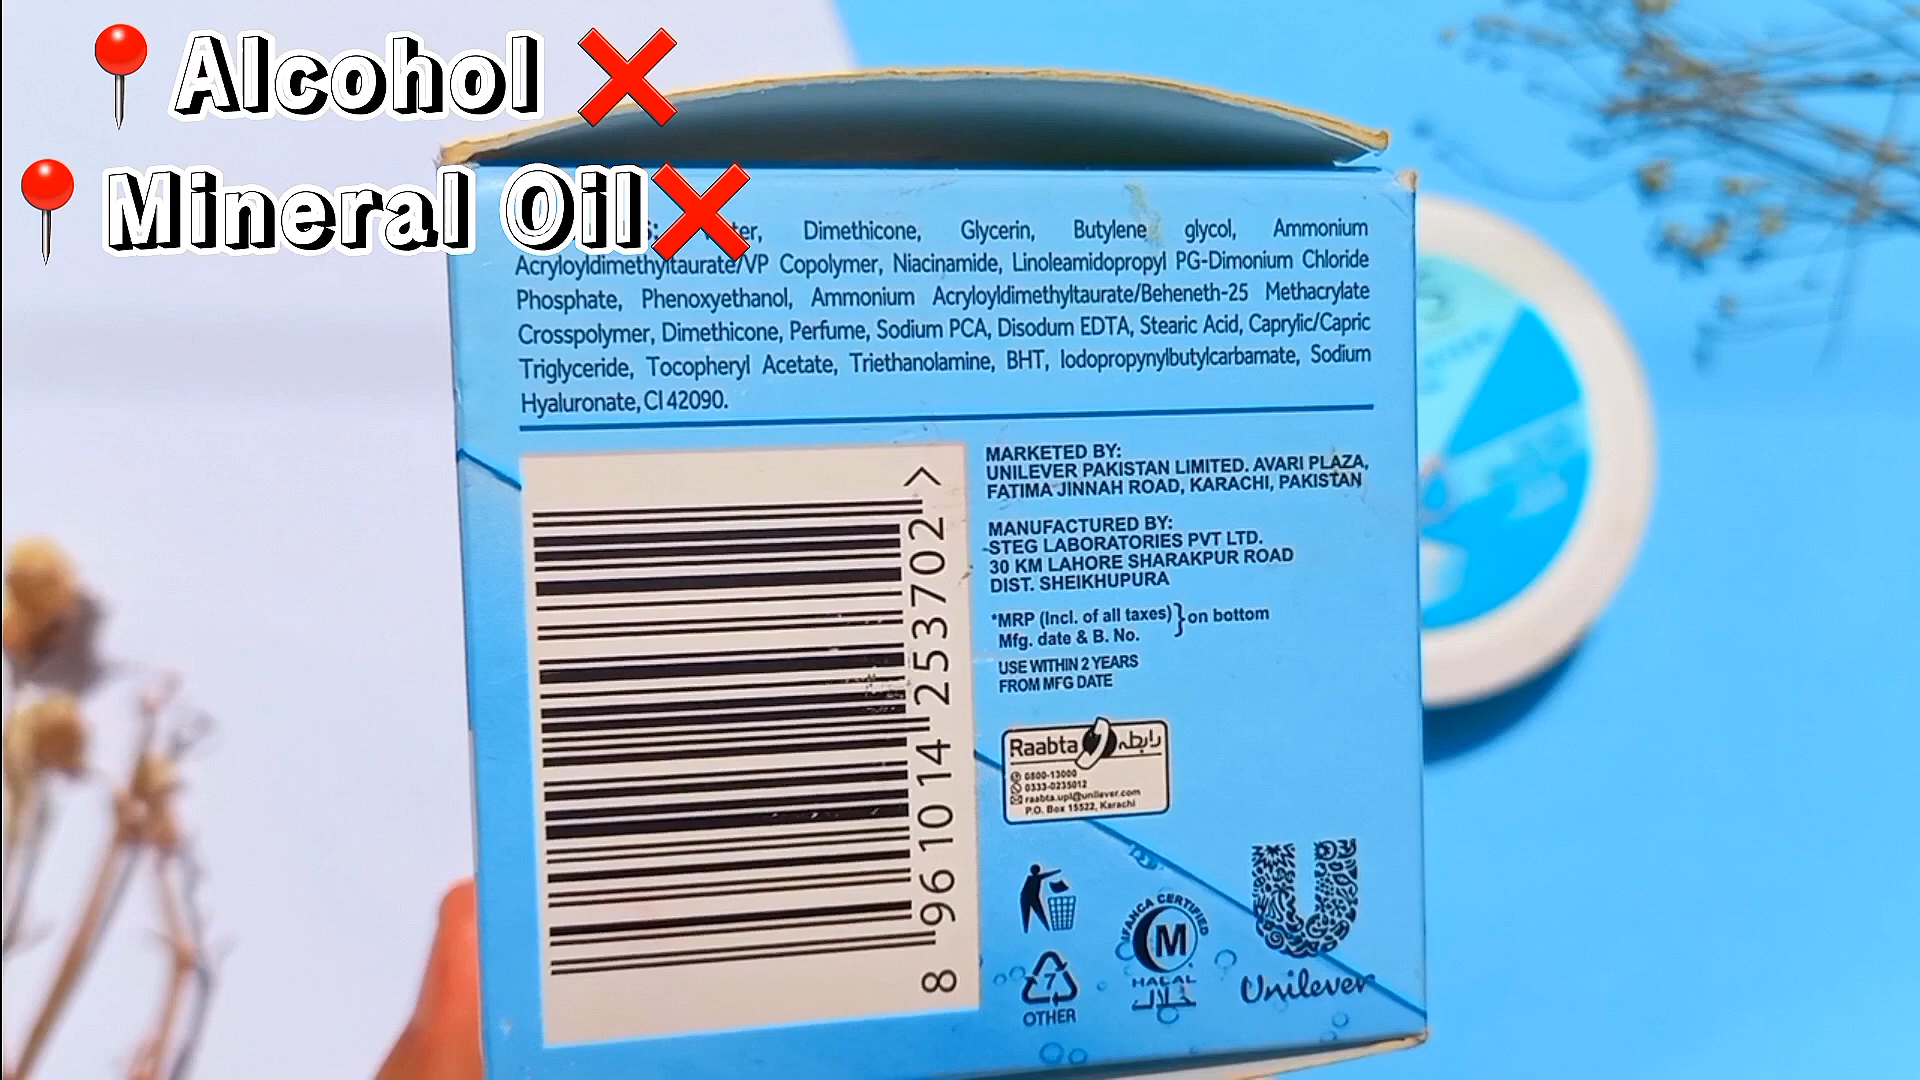 Alcohol
Mineral Oil
Dimethicone, Glycerin, Butylene glycol, Ammonium
Acryloyldimethyltaurate/VP Copolymer, Niacinamide, Linoleamidopropyl PG-Dimonium Chloride
Phosphate, Phenoxyethanol, Ammonium Acryloyldimethyltaurate/Beheneth-25 Methacrylate
Crosspolymer, Dimethicone, Perfume, Sodium PCA, Disodum EDTA, Stearic Acid, Caprylic/Capric
Triglyceride, Tocopheryl Acetate, Triethanolamine, BHT, Iodopropynylbutylcarbamate, Sodium
Hyaluronate, CI 42090.
MARKETED BY:
UNILEVER PAKISTAN LIMITED. AVARI PLAZA,
FATIMA JINNAH ROAD, KARACHI, PAKISTAN
MANUFACTURED BY:
STEG LABORATORIES PVT LTD.
30 KM LAHORE SHARAKPUR ROAD
DIST. SHEIKHUPURA
*MRP (Incl. of all taxes)
Mfg. date & B. No.
} on bottom
USE WITHIN 2 YEARS
FROM MFG DATE
8 961014 253702 >
Raabta رابطہ
0800-13000
0333-0235012
raabta.upl@unilever.com
P.O. Box 15522, Karachi
7
OTHER
IFANCA CERTIFIED
M
HALAL
حلال
Unilever